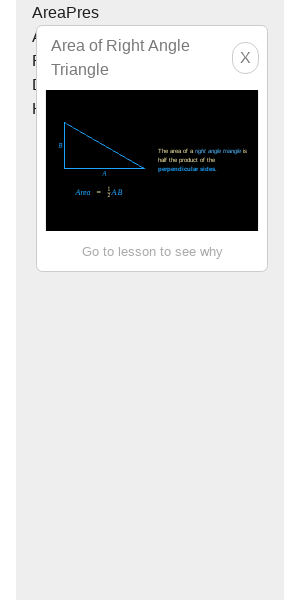 AreaPres
Area of Right Angle
Triangle
X
B
A
Area = 1/2 AB
The area of a right angle triangle is
half the product of the
perpendicular sides.
Go to lesson to see why